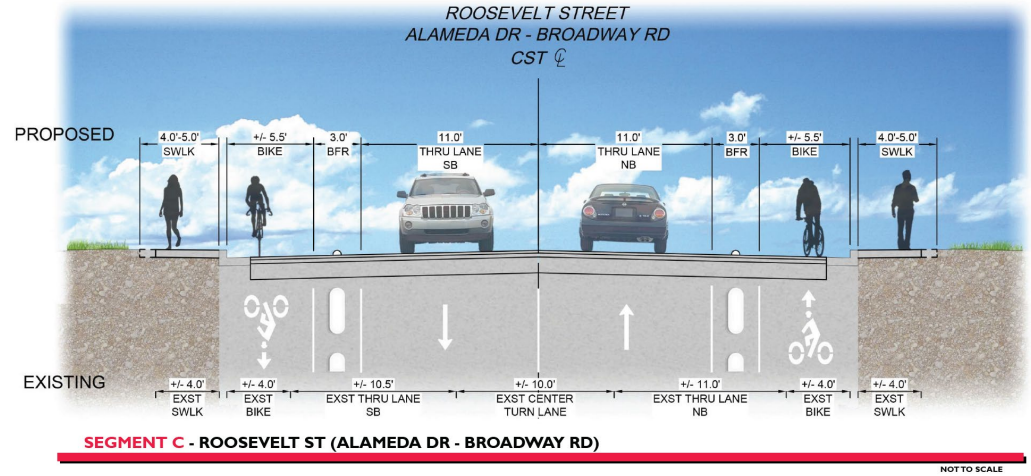 ROOSEVELT STREET
ALAMEDA DR - BROADWAY RD
CST ℄
PROPOSED
4.0'-5.0' +/- 5.5' 3.0' 11.0' 11.0' 3.0' +/- 5.5' 4.0'-5.0'
SWLK BIKE BFR THRU LANE THRU LANE BFR BIKE SWLK
SB NB
EXISTING
+/- 4.0' +/- 4.0' +/- 10.5' +/- 10.0' +/- 11.0' +/- 4.0' +/- 4.0'
EXST EXST EXST THRU LANE EXST CENTER EXST THRU LANE EXST EXST
SWLK BIKE SB TURN LANE NB BIKE SWLK
SEGMENT C - ROOSEVELT ST (ALAMEDA DR - BROADWAY RD)
NOT TO SCALE